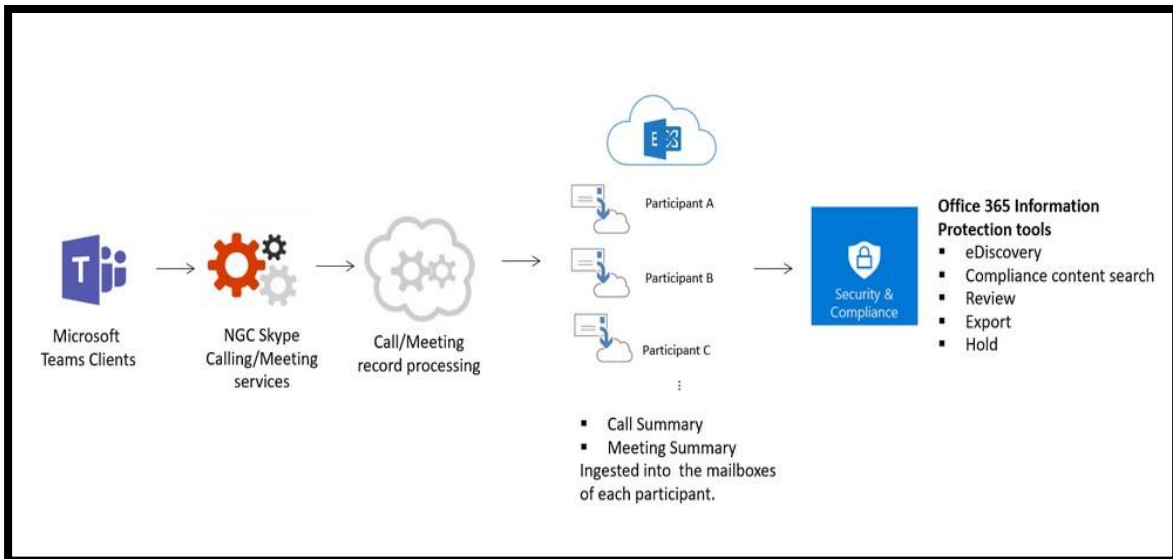 Microsoft
Teams Clients
NGC Skype
Calling/Meeting
services
Call/Meeting
record processing
Participant A
Participant B
Participant C
⋮
▪ Call Summary
▪ Meeting Summary
Ingested into the mailboxes
of each participant.
Security &
Compliance
Office 365 Information
Protection tools
▪ eDiscovery
▪ Compliance content search
▪ Review
▪ Export
▪ Hold